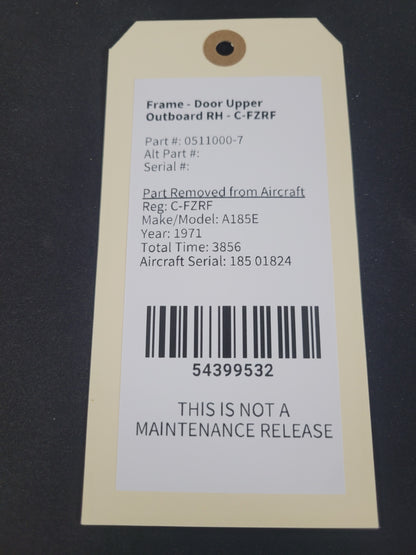 Frame - Door Upper
Outboard RH - C-FZRF
Part #: 0511000-7
Alt Part #:
Serial #:
Part Removed from Aircraft
Reg: C-FZRF
Make/Model: A185E
Year: 1971
Total Time: 3856
Aircraft Serial: 185 01824
54399532
THIS IS NOT A
MAINTENANCE RELEASE